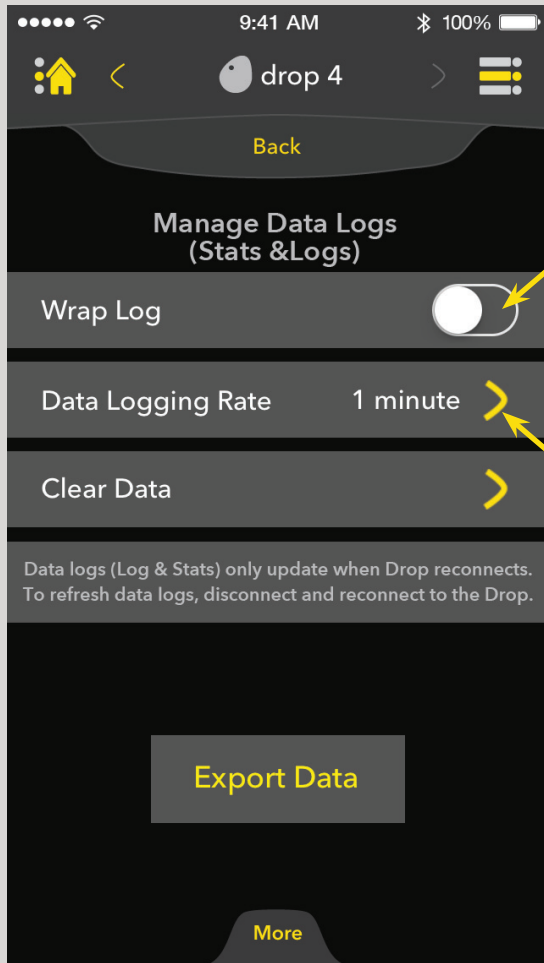 9:41 AM 100%
drop 4
Back
Manage Data Logs
(Stats &Logs)
Wrap Log
Data Logging Rate 1 minute
Clear Data
Data logs (Log & Stats) only update when Drop reconnects.
To refresh data logs, disconnect and reconnect to the Drop.
Export Data
More